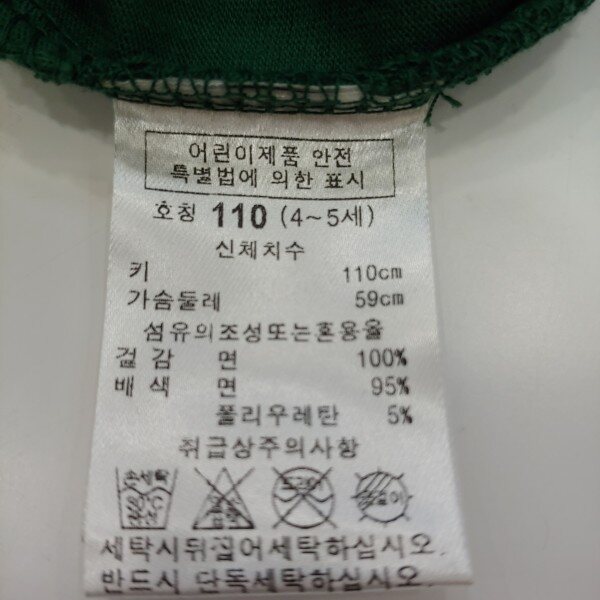 어린이제품 안전
특별법에 의한 표시
호칭 110 (4~5세)
신체치수
키 110cm
가슴둘레 59cm
섬유의조성또는혼용율
겉감 면 100%
배색 면 95%
폴리우레탄 5%
취급상주의사항
손세탁
세탁시뒤집어세탁하십시오.
반드시 단독세탁하십시오.